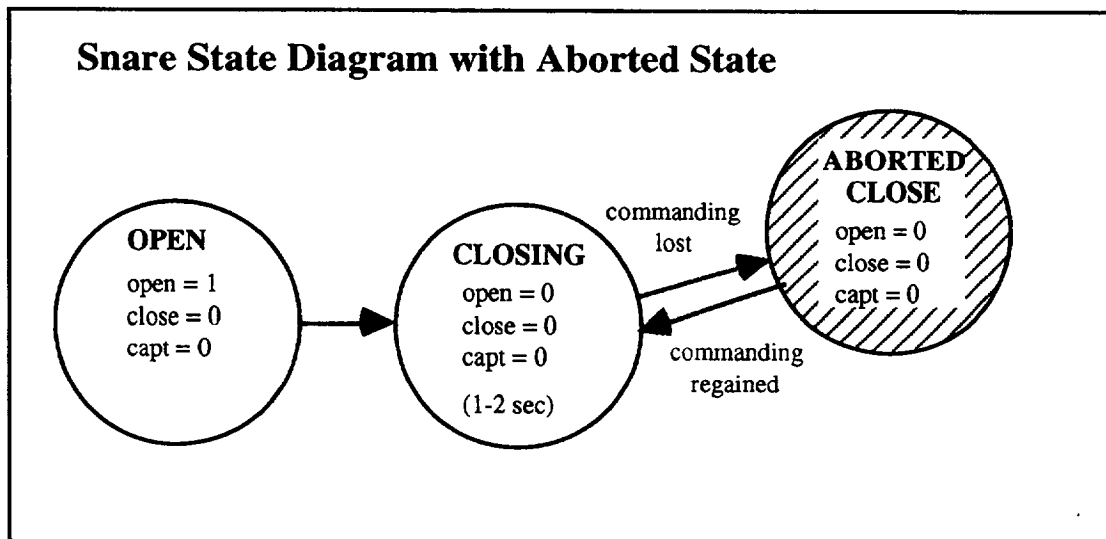 Snare State Diagram with Aborted State
OPEN
open = 1
close = 0
capt = 0
CLOSING
open = 0
close = 0
capt = 0
(1-2 sec)
commanding
lost
commanding
regained
ABORTED
CLOSE
open = 0
close = 0
capt = 0